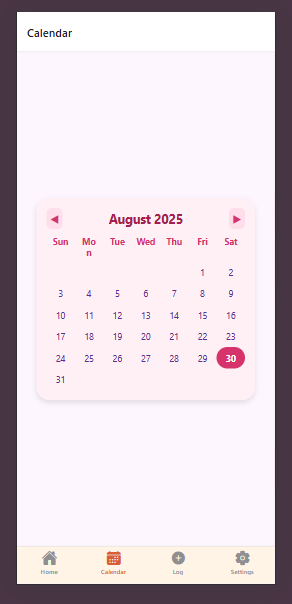 Calendar
◀ August 2025 ▶
Sun Mon Tue Wed Thu Fri Sat
1 2
3 4 5 6 7 8 9
10 11 12 13 14 15 16
17 18 19 20 21 22 23
24 25 26 27 28 29 30
31
Home Calendar Log Settings